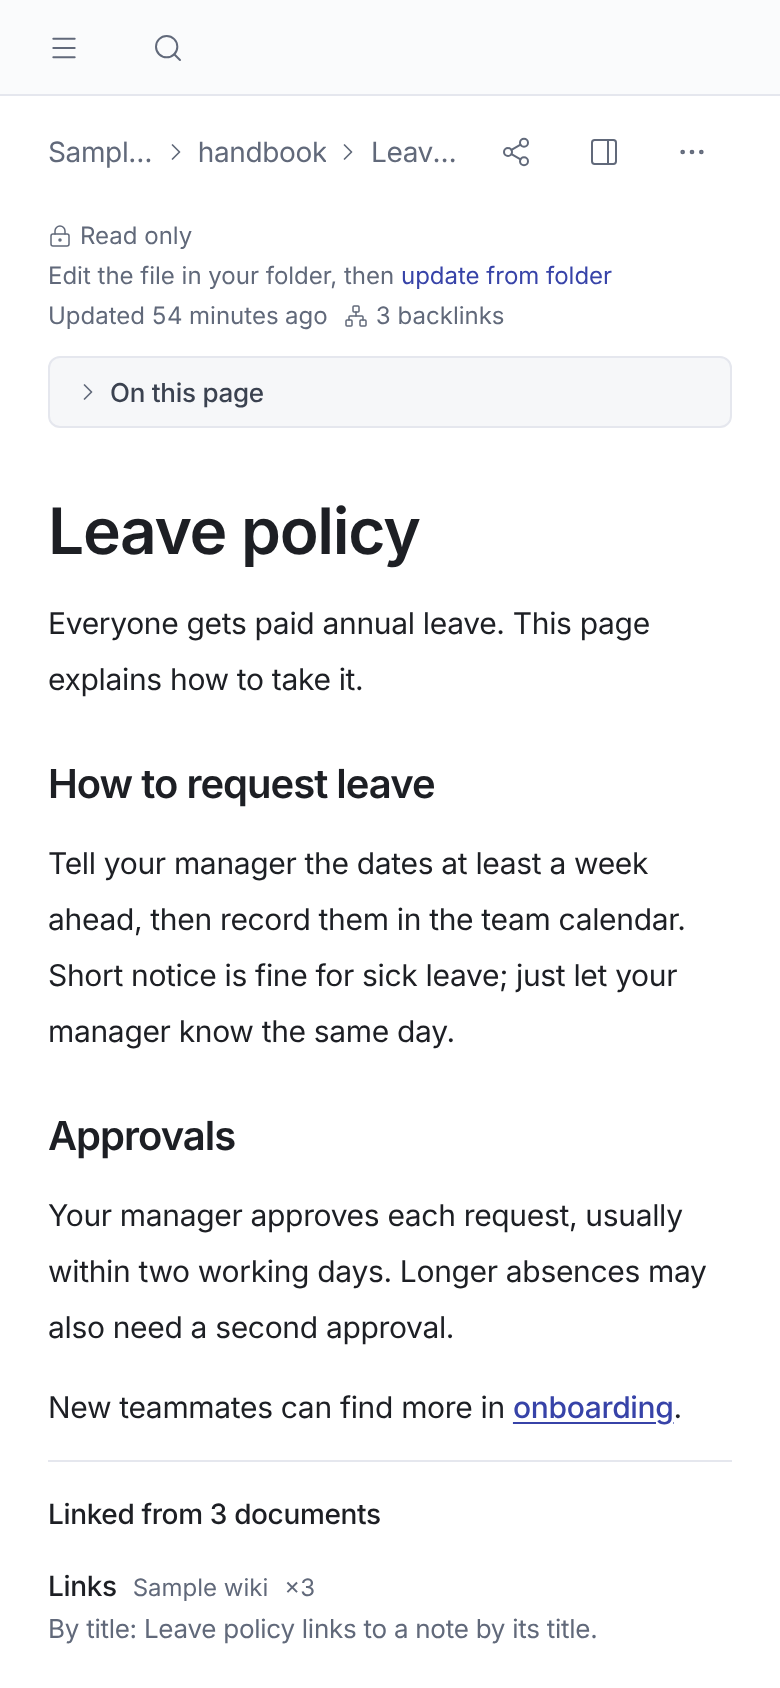 Sampl... > handbook > Leav...
Read only
Edit the file in your folder, then update from folder
Updated 54 minutes ago 3 backlinks
On this page
Leave policy
Everyone gets paid annual leave. This page
explains how to take it.
How to request leave
Tell your manager the dates at least a week
ahead, then record them in the team calendar.
Short notice is fine for sick leave; just let your
manager know the same day.
Approvals
Your manager approves each request, usually
within two working days. Longer absences may
also need a second approval.
New teammates can find more in onboarding.
Linked from 3 documents
Links Sample wiki ×3
By title: Leave policy links to a note by its title.